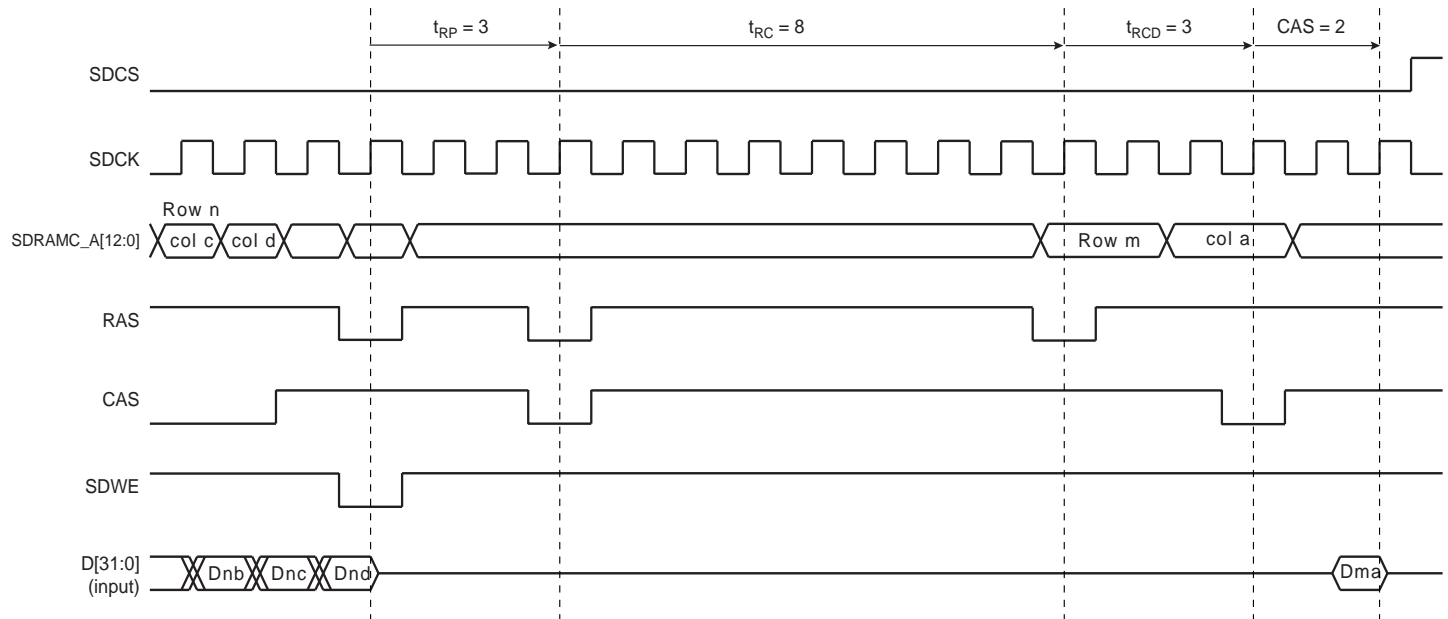 tRP = 3 tRC = 8 tRCD = 3 CAS = 2
SDCS
SDCK
Row n
SDRAMC_A[12:0] col c col d Row m col a
RAS
CAS
SDWE
D[31:0]
(input) Dnb Dnc Dnd Dma